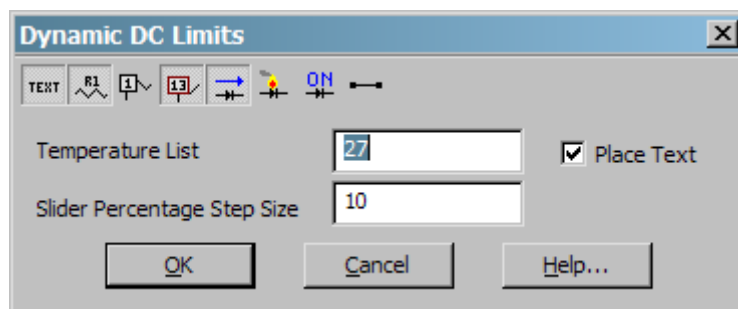 Dynamic DC Limits
TEXT R1 1 13 ON
Temperature List 27 Place Text
Slider Percentage Step Size 10
OK Cancel Help...